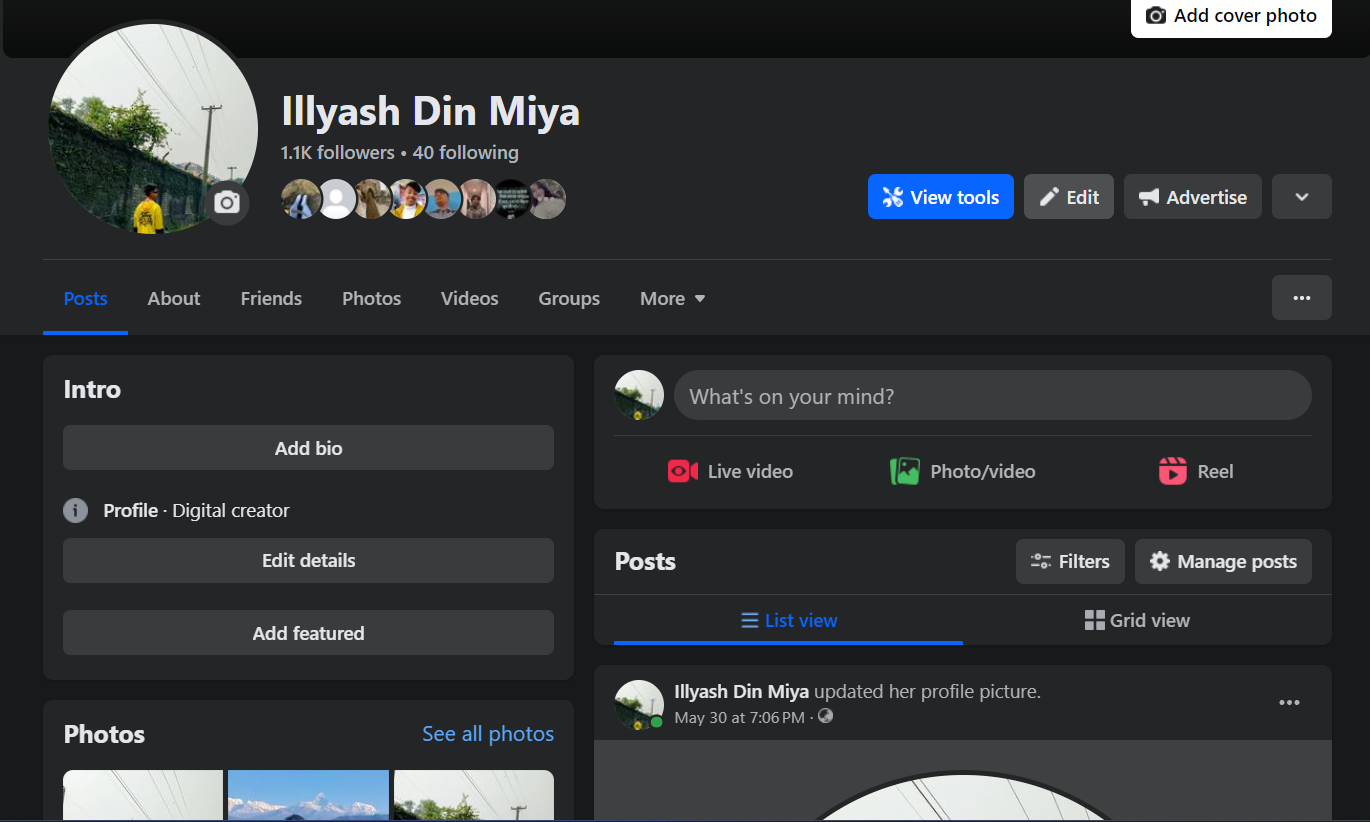 Add cover photo
Illyash Din Miya
1.1K followers • 40 following
View tools
Edit
Advertise
Posts
About
Friends
Photos
Videos
Groups
More
Intro
Add bio
Profile · Digital creator
Edit details
Add featured
Photos
See all photos
What's on your mind?
Live video
Photo/video
Reel
Posts
Filters
Manage posts
List view
Grid view
Illyash Din Miya updated her profile picture.
May 30 at 7:06 PM ·